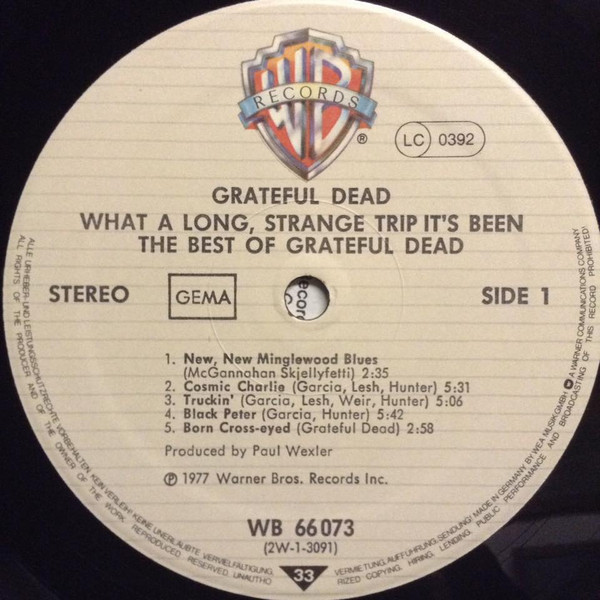 WB
RECORDS
®
LC 0392
GRATEFUL DEAD
WHAT A LONG, STRANGE TRIP IT'S BEEN
THE BEST OF GRATEFUL DEAD
STEREO
GEMA
SIDE 1
1. New, New Minglewood Blues
(McGannahan Skjellyfetti) 2:35
2. Cosmic Charlie (Garcia, Lesh, Hunter) 5:31
3. Truckin' (Garcia, Lesh, Weir, Hunter) 5:06
4. Black Peter (Garcia, Hunter) 5:42
5. Born Cross-eyed (Grateful Dead) 2:58
Produced by Paul Wexler
℗ 1977 Warner Bros. Records Inc.
WB 66 073
(2W-1-3091)
33
ALLE URHEBER- UND LEISTUNGSSCHUTZRECHTE VORBEHALTEN. KEIN VERLEIH! KEINE UNERLAUBTE VERVIELFÄLTIGUNG, VERMIETUNG, AUFFÜHRUNG, SENDUNG! MADE IN GERMANY BY WEA MUSIK GMBH A WARNER COMMUNICATIONS COMPANY
ALL RIGHTS OF THE PRODUCER AND OF THE OWNER OF THE WORK REPRODUCED RESERVED. UNAUTHORIZED COPYING, HIRING, LENDING, PUBLIC PERFORMANCE AND BROADCASTING OF THIS RECORD PROHIBITED!